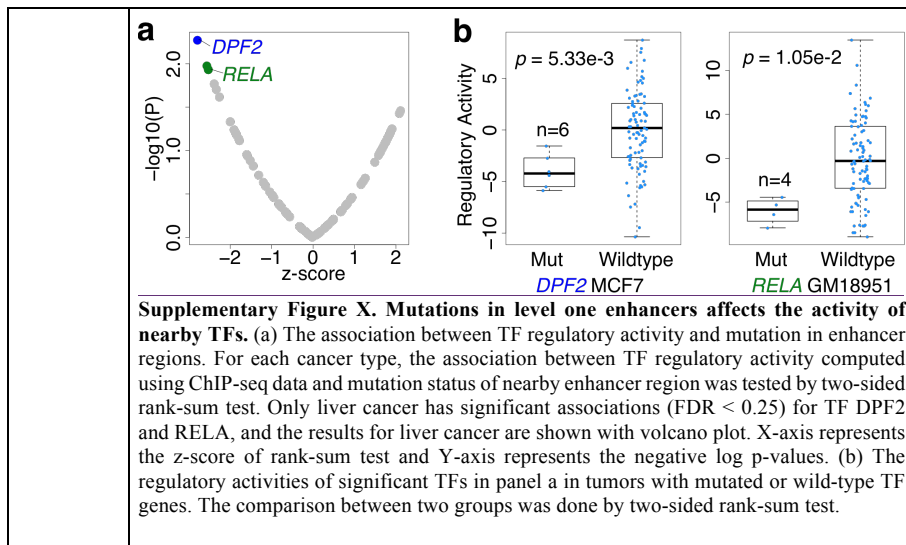 a
DPF2
RELA
−log10(P)
2.0
1.0
0.0
−2 −1 0 1 2
z-score
b
Regulatory Activity
5
0
−5
−10
p = 5.33e-3
n=6
Mut Wildtype
DPF2 MCF7
10
5
0
−5
p = 1.05e-2
n=4
Mut Wildtype
RELA GM18951
Supplementary Figure X. Mutations in level one enhancers affects the activity of
nearby TFs. (a) The association between TF regulatory activity and mutation in enhancer
regions. For each cancer type, the association between TF regulatory activity computed
using ChIP-seq data and mutation status of nearby enhancer region was tested by two-sided
rank-sum test. Only liver cancer has significant associations (FDR < 0.25) for TF DPF2
and RELA, and the results for liver cancer are shown with volcano plot. X-axis represents
the z-score of rank-sum test and Y-axis represents the negative log p-values. (b) The
regulatory activities of significant TFs in panel a in tumors with mutated or wild-type TF
genes. The comparison between two groups was done by two-sided rank-sum test.